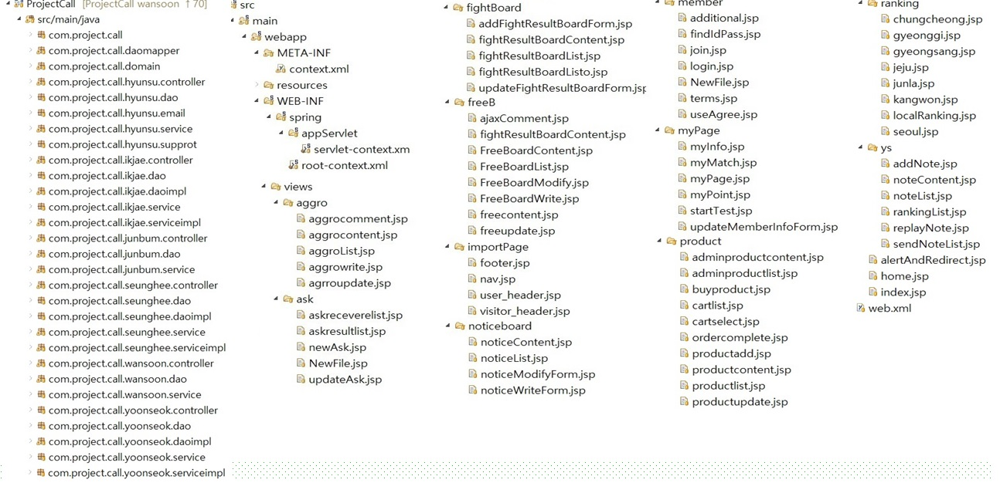 ProjectCall [ProjectCall wansoon ↑70]
src/main/java
com.project.call
com.project.call.daomapper
com.project.call.domain
com.project.call.hyunsu.controller
com.project.call.hyunsu.dao
com.project.call.hyunsu.email
com.project.call.hyunsu.service
com.project.call.hyunsu.supprot
com.project.call.ikjae.controller
com.project.call.ikjae.dao
com.project.call.ikjae.daoimpl
com.project.call.ikjae.service
com.project.call.ikjae.serviceimpl
com.project.call.junbum.controller
com.project.call.junbum.dao
com.project.call.junbum.service
com.project.call.seunghee.controller
com.project.call.seunghee.dao
com.project.call.seunghee.daoimpl
com.project.call.seunghee.service
com.project.call.seunghee.serviceimpl
com.project.call.wansoon.controller
com.project.call.wansoon.dao
com.project.call.wansoon.service
com.project.call.yoonseok.controller
com.project.call.yoonseok.dao
com.project.call.yoonseok.daoimpl
com.project.call.yoonseok.service
com.project.call.yoonseok.serviceimpl
src
main
webapp
META-INF
context.xml
resources
WEB-INF
spring
appServlet
servlet-context.xm
root-context.xml
views
aggro
aggrocomment.jsp
aggrocontent.jsp
aggroList.jsp
aggrowrite.jsp
agrroupdate.jsp
ask
askreceverelist.jsp
askresultlist.jsp
newAsk.jsp
NewFile.jsp
updateAsk.jsp
fightBoard
addFightResultBoardForm.jsp
fightResultBoardContent.jsp
fightResultBoardList.jsp
fightResultBoardListo.jsp
updateFightResultBoardForm.jsp
freeB
ajaxComment.jsp
fightResultBoardContent.jsp
FreeBoardContent.jsp
FreeBoardList.jsp
FreeBoardModify.jsp
FreeBoardWrite.jsp
freecontent.jsp
freeupdate.jsp
importPage
footer.jsp
nav.jsp
user_header.jsp
visitor_header.jsp
noticeboard
noticeContent.jsp
noticeList.jsp
noticeModifyForm.jsp
noticeWriteForm.jsp
member
additional.jsp
findIdPass.jsp
join.jsp
login.jsp
NewFile.jsp
terms.jsp
useAgree.jsp
myPage
myInfo.jsp
myMatch.jsp
myPage.jsp
myPoint.jsp
startTest.jsp
updateMemberInfoForm.jsp
product
adminproductcontent.jsp
adminproductlist.jsp
buyproduct.jsp
cartlist.jsp
cartselect.jsp
ordercomplete.jsp
productadd.jsp
productcontent.jsp
productlist.jsp
productupdate.jsp
ranking
chungcheong.jsp
gyeonggi.jsp
gyeongsang.jsp
jeju.jsp
junla.jsp
kangwon.jsp
localRanking.jsp
seoul.jsp
ys
addNote.jsp
noteContent.jsp
noteList.jsp
rankingList.jsp
replayNote.jsp
sendNoteList.jsp
alertAndRedirect.jsp
home.jsp
index.jsp
web.xml